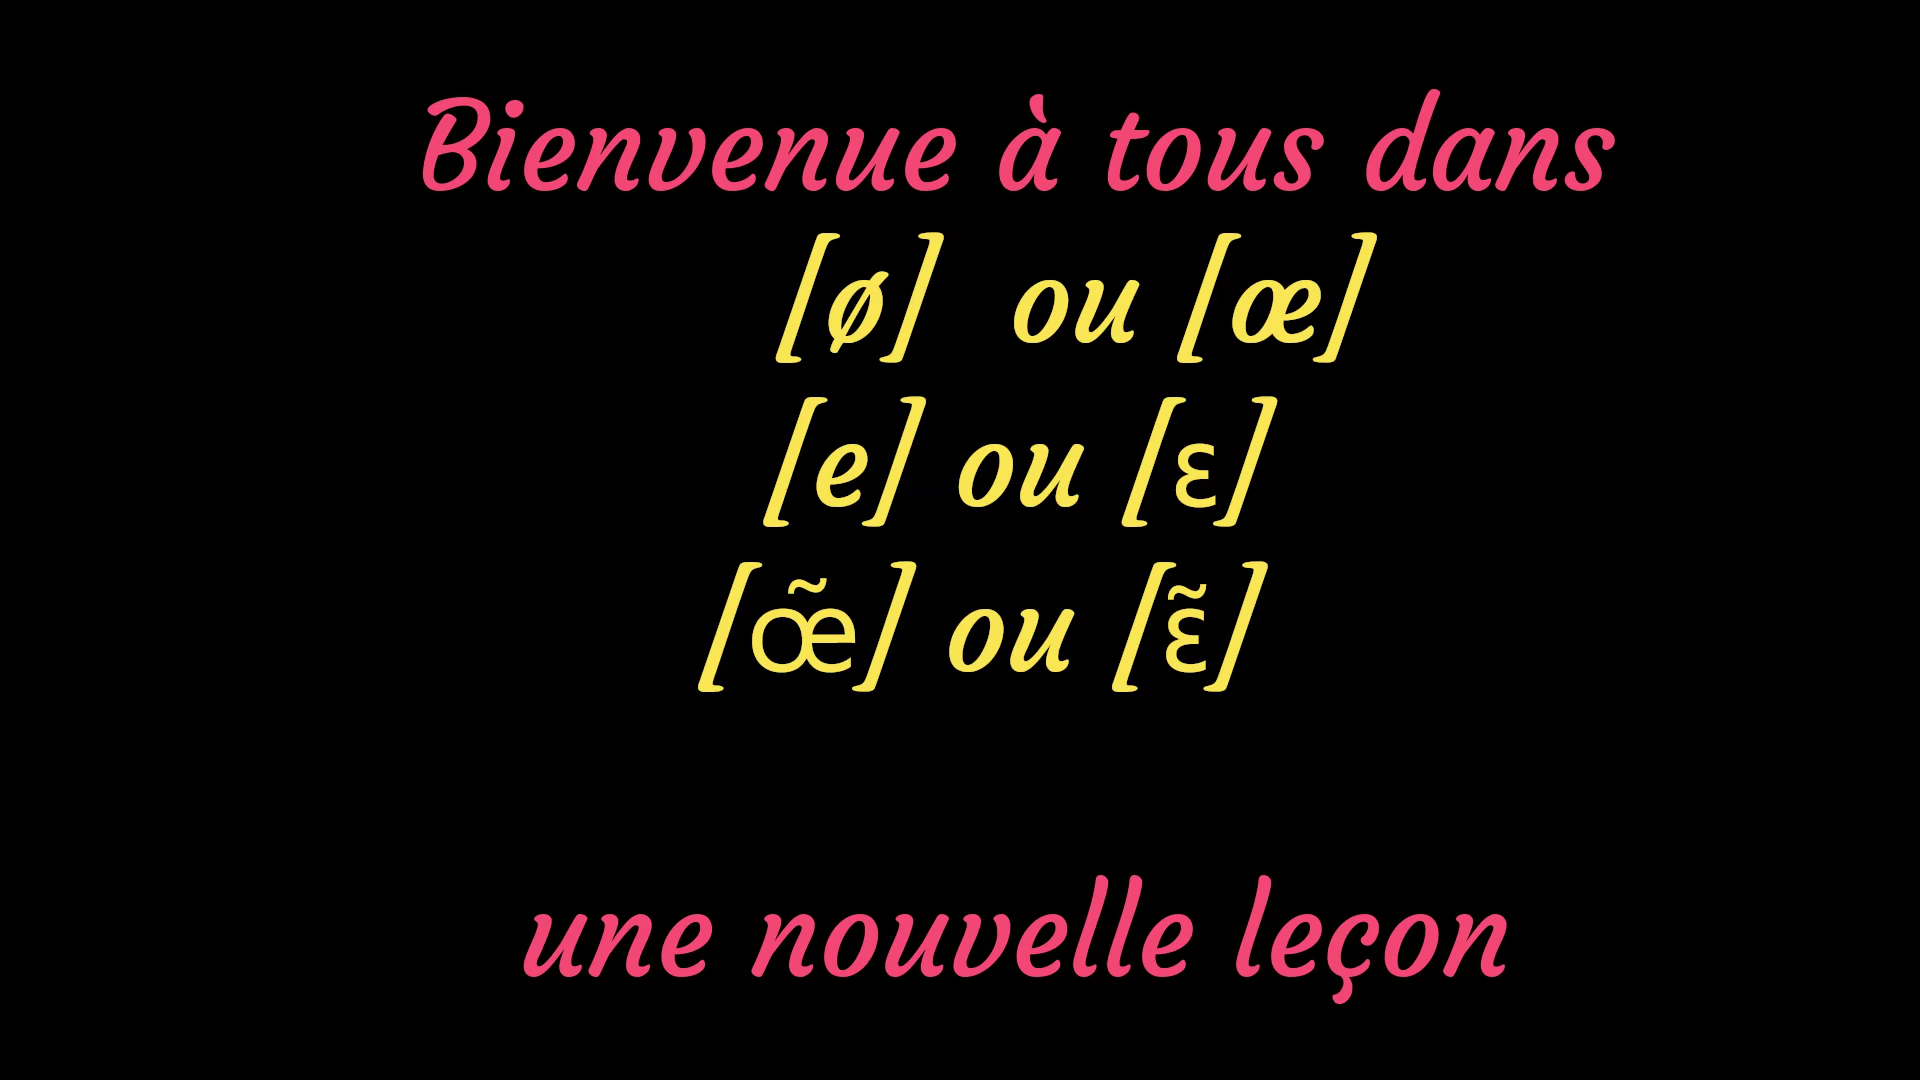 Bienvenue à tous dans
[ø] ou [œ]
[e] ou [ɛ]
[œ̃] ou [ɛ̃]
une nouvelle leçon